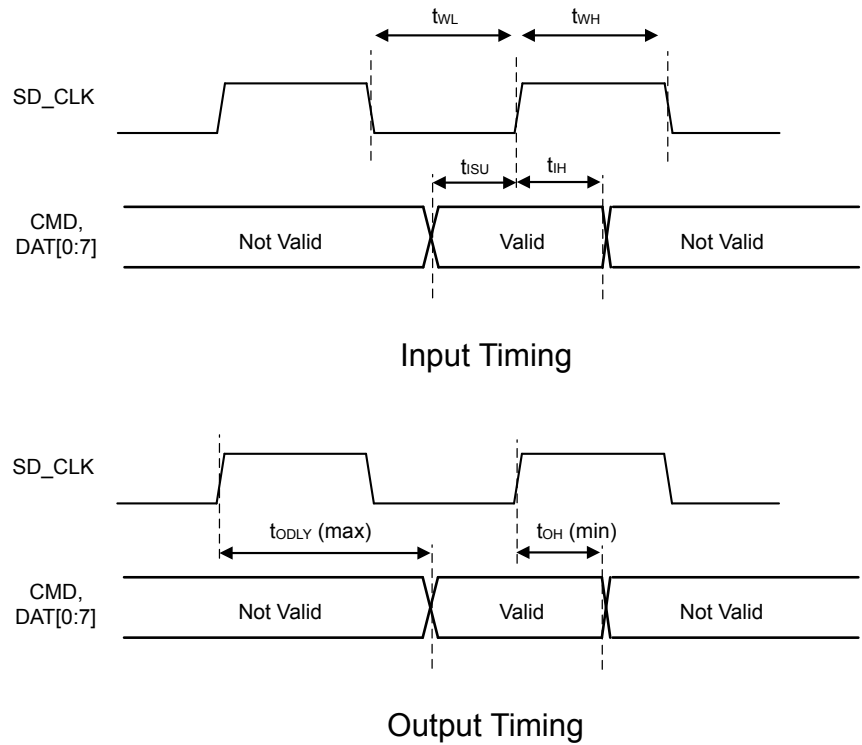 tWL
tWH
SD_CLK
tISU
tIH
CMD,
DAT[0:7]
Not Valid
Valid
Not Valid
Input Timing
SD_CLK
tODLY (max)
tOH (min)
CMD,
DAT[0:7]
Not Valid
Valid
Not Valid
Output Timing